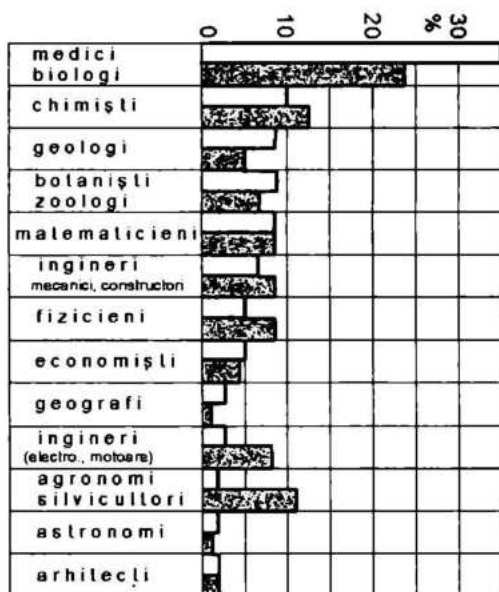 0 10 20 % 30
medici
biologi
chimişti
geologi
botanişti
zoologi
matematicieni
ingineri
mecanici, constructori
fizicieni
economişti
geografi
ingineri
(electro., motoare)
agronomi
silvicultori
astronomi
arhitecţi